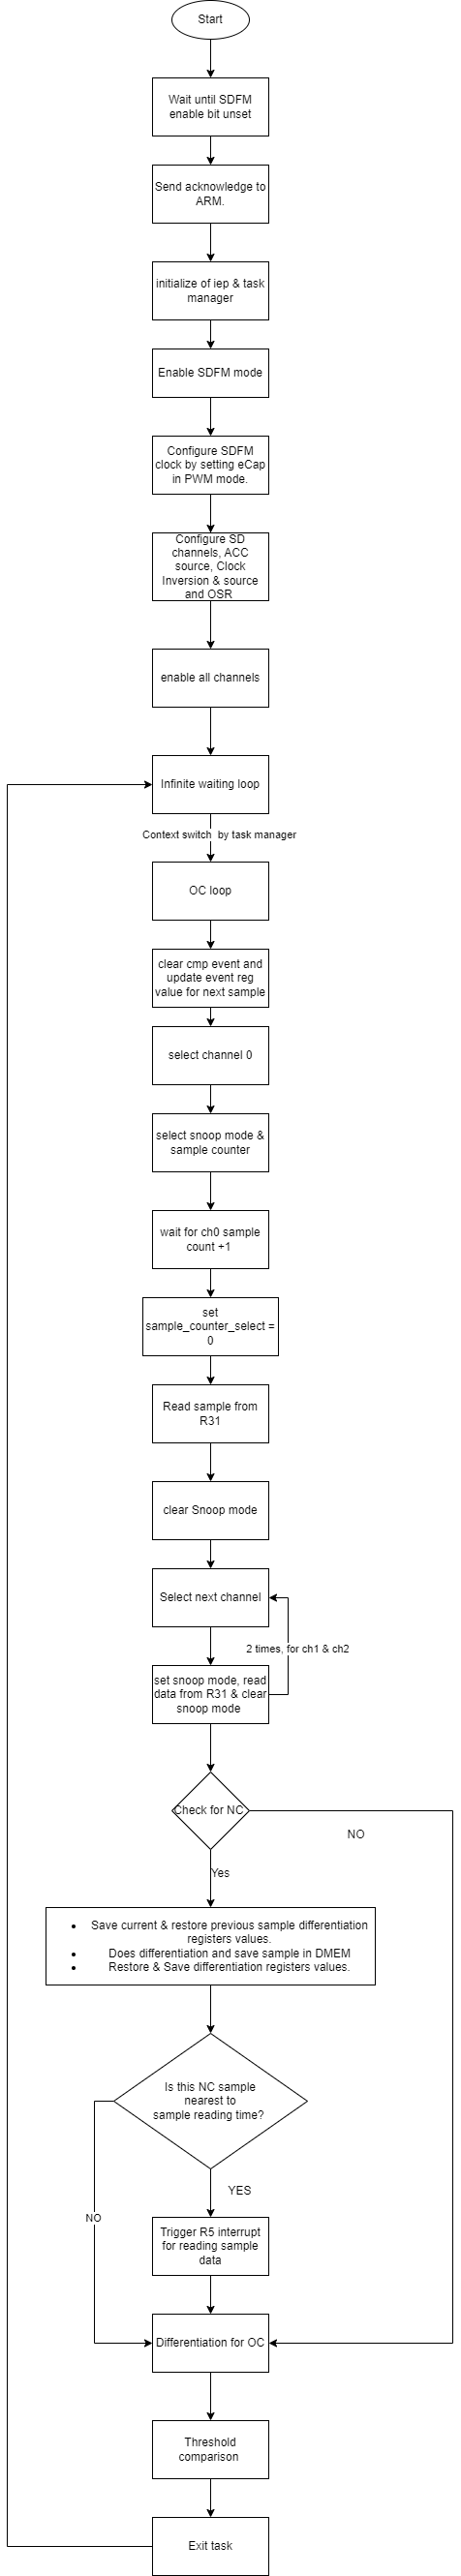 Start
Wait until SDFM
enable bit unset
Send acknowledge to
ARM.
initialize of iep & task
manager
Enable SDFM mode
Configure SDFM
clock by setting eCap
in PWM mode.
Configure SD
channels, ACC
source, Clock
Inversion & source
and OSR
enable all channels
Infinite waiting loop
Context switch by task manager
OC loop
clear cmp event and
update event reg
value for next sample
select channel 0
select snoop mode &
sample counter
wait for ch0 sample
count +1
set
sample_counter_select =
0
Read sample from
R31
clear Snoop mode
Select next channel
2 times, for ch1 & ch2
set snoop mode, read
data from R31 & clear
snoop mode
Check for NC
NO
Yes
• Save current & restore previous sample differentiation
registers values.
• Does differentiation and save sample in DMEM
• Restore & Save differentiation registers values.
Is this NC sample
nearest to
sample reading time?
YES
NO
Trigger R5 interrupt
for reading sample
data
Differentiation for OC
Threshold
comparison
Exit task